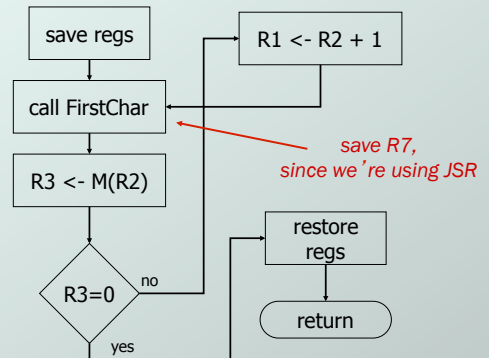 save regs
R1 <- R2 + 1
call FirstChar
save R7,
since we're using JSR
R3 <- M(R2)
restore
regs
no
R3=0
return
yes